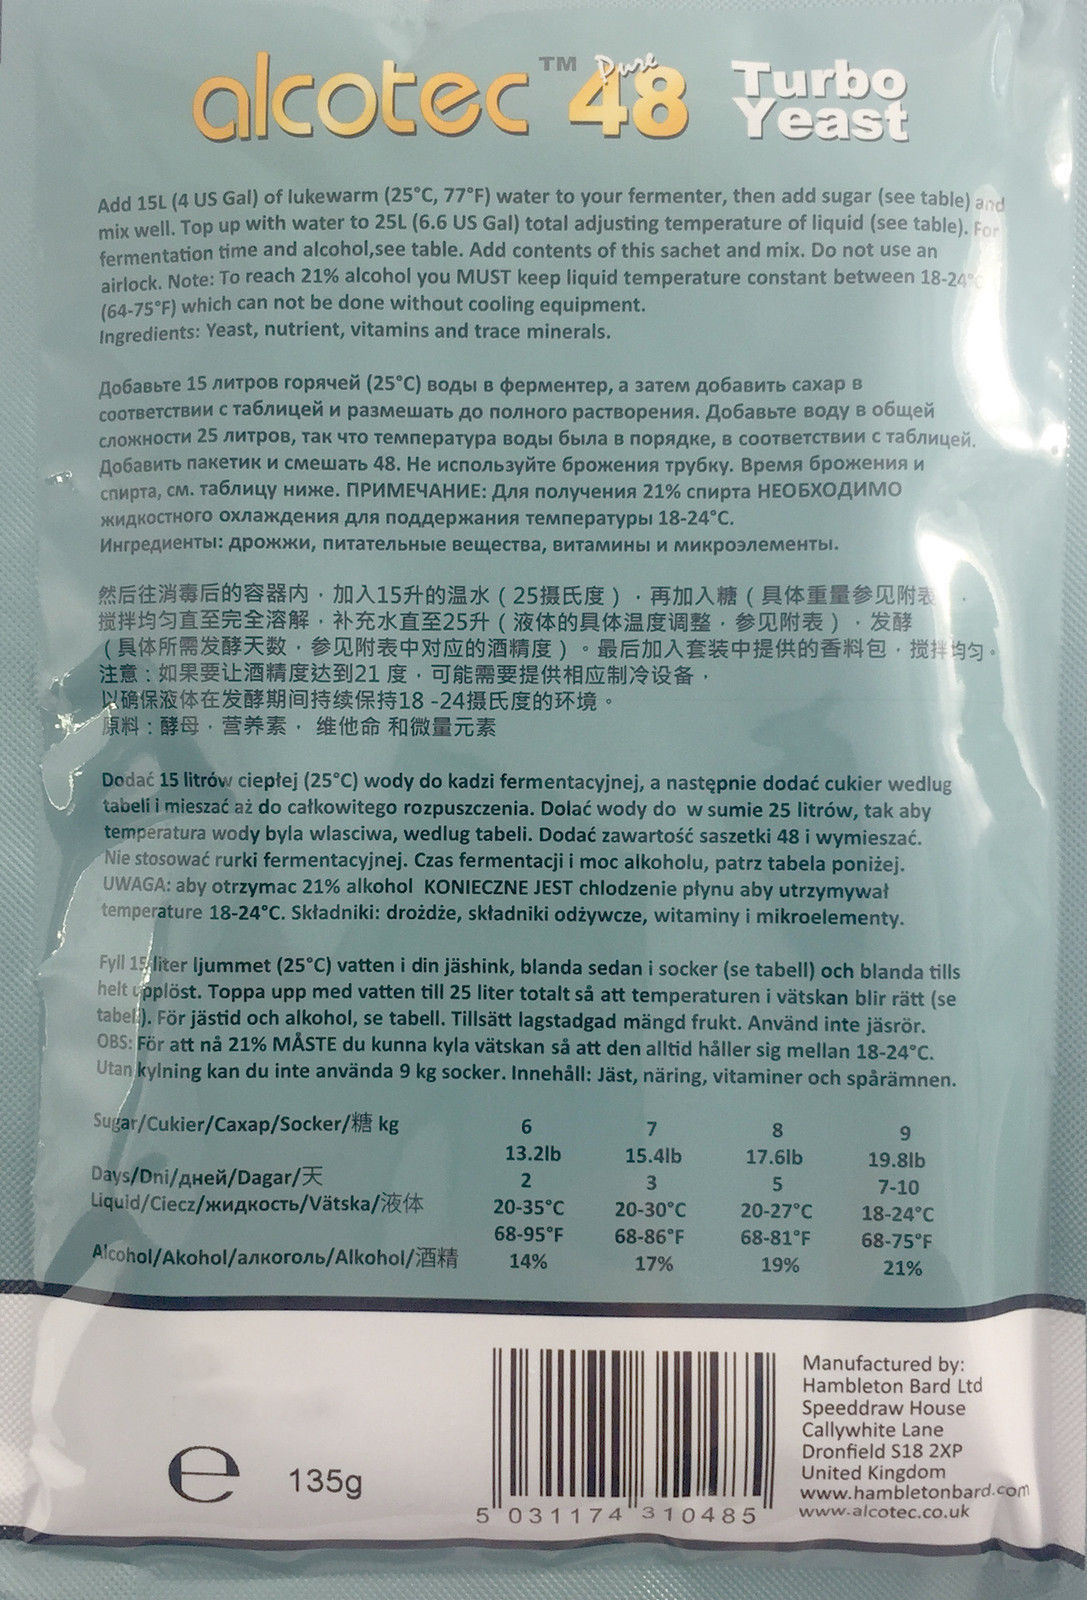 alcotec™ Pure 48 Turbo Yeast
Add 15L (4 US Gal) of lukewarm (25°C, 77°F) water to your fermenter, then add sugar (see table) and
mix well. Top up with water to 25L (6.6 US Gal) total adjusting temperature of liquid (see table). For
fermentation time and alcohol,see table. Add contents of this sachet and mix. Do not use an
airlock. Note: To reach 21% alcohol you MUST keep liquid temperature constant between 18-24°C
(64-75°F) which can not be done without cooling equipment.
Ingredients: Yeast, nutrient, vitamins and trace minerals.
Добавьте 15 литров горячей (25°C) воды в ферментер, а затем добавить сахар в
соответствии с таблицей и размешать до полного растворения. Добавьте воду в общей
сложности 25 литров, так что температура воды была в порядке, в соответствии с таблицей.
Добавить пакетик и смешать 48. Не используйте брожения трубку. Время брожения и
спирта, см. таблицу ниже. ПРИМЕЧАНИЕ: Для получения 21% спирта НЕОБХОДИМО
жидкостного охлаждения для поддержания температуры 18-24°C.
Ингредиенты: дрожжи, питательные вещества, витамины и микроэлементы.
然后往消毒后的容器内，加入15升的温水（25摄氏度），再加入糖（具体重量参见附表
搅拌均匀直至完全溶解，补充水直至25升（液体的具体温度调整，参见附表），发酵
（具体所需发酵天数，参见附表中对应的酒精度）。最后加入套装中提供的香料包，搅拌均匀。
注意：如果要让酒精度达到21 度，可能需要提供相应制冷设备，
以确保液体在发酵期间持续保持18 -24摄氏度的环境。
原料：酵母，营养素， 维他命 和微量元素
Dodać 15 litrów ciepłej (25°C) wody do kadzi fermentacyjnej, a następnie dodać cukier wedlug
tabeli i mieszać aż do całkowitego rozpuszczenia. Dolać wody do w sumie 25 litrów, tak aby
temperatura wody byla wlasciwa, wedlug tabeli. Dodać zawartość saszetki 48 i wymieszać.
Nie stosować rurki fermentacyjnej. Czas fermentacji i moc alkoholu, patrz tabela poniżej.
UWAGA: aby otrzymac 21% alkohol KONIECZNE JEST chlodzenie płynu aby utrzymywał
temperature 18-24°C. Składniki: drożdże, składniki odżywcze, witaminy i mikroelementy.
Fyll 15 liter ljummet (25°C) vatten i din jäshink, blanda sedan i socker (se tabell) och blanda tills
helt upplöst. Toppa upp med vatten till 25 liter totalt så att temperaturen i vätskan blir rätt (se
tabell). För jästid och alkohol, se tabell. Tillsätt lagstadgad mängd frukt. Använd inte jäsrör.
OBS: För att nå 21% MÅSTE du kunna kyla vätskan så att den alltid håller sig mellan 18-24°C.
Utan kylning kan du inte använda 9 kg socker. Innehåll: Jäst, näring, vitaminer och spårämnen.
Sugar/Cukier/Сахар/Socker/糖 kg 6 7 8 9
13.2lb 15.4lb 17.6lb 19.8lb
Days/Dni/дней/Dagar/天 2 3 5 7-10
Liquid/Ciecz/жидкость/Vätska/液体 20-35°C 20-30°C 20-27°C 18-24°C
68-95°F 68-86°F 68-81°F 68-75°F
Alcohol/Akohol/алкоголь/Alkohol/酒精 14% 17% 19% 21%
Manufactured by:
Hambleton Bard Ltd
Speeddraw House
Callywhite Lane
Dronfield S18 2XP
United Kingdom
www.hambletonbard.com
www.alcotec.co.uk
℮ 135g
5 031174 310485